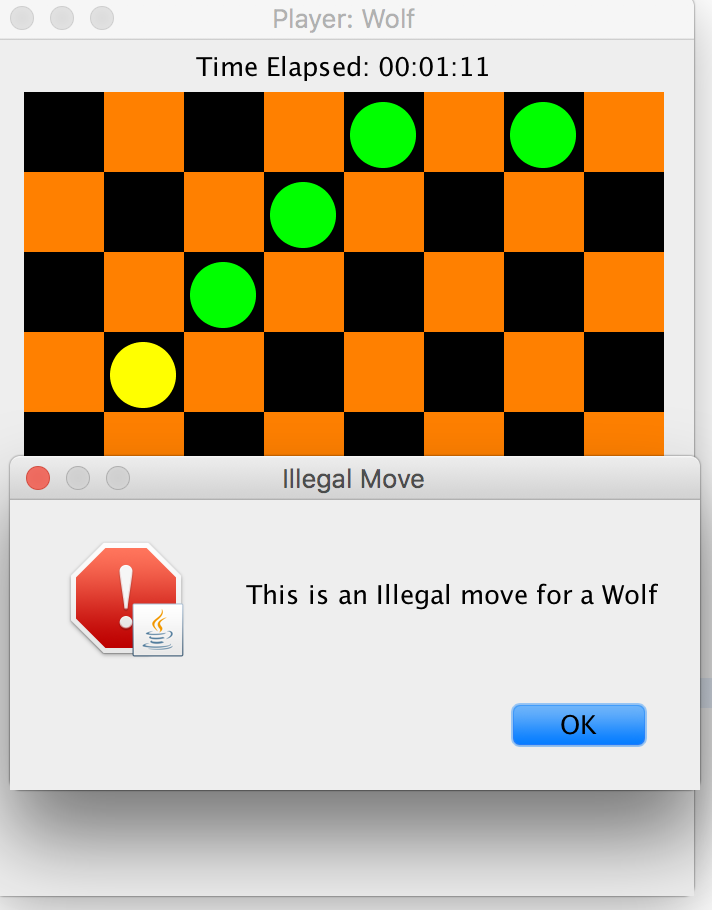 Player: Wolf
Time Elapsed: 00:01:11
Illegal Move
This is an Illegal move for a Wolf
OK